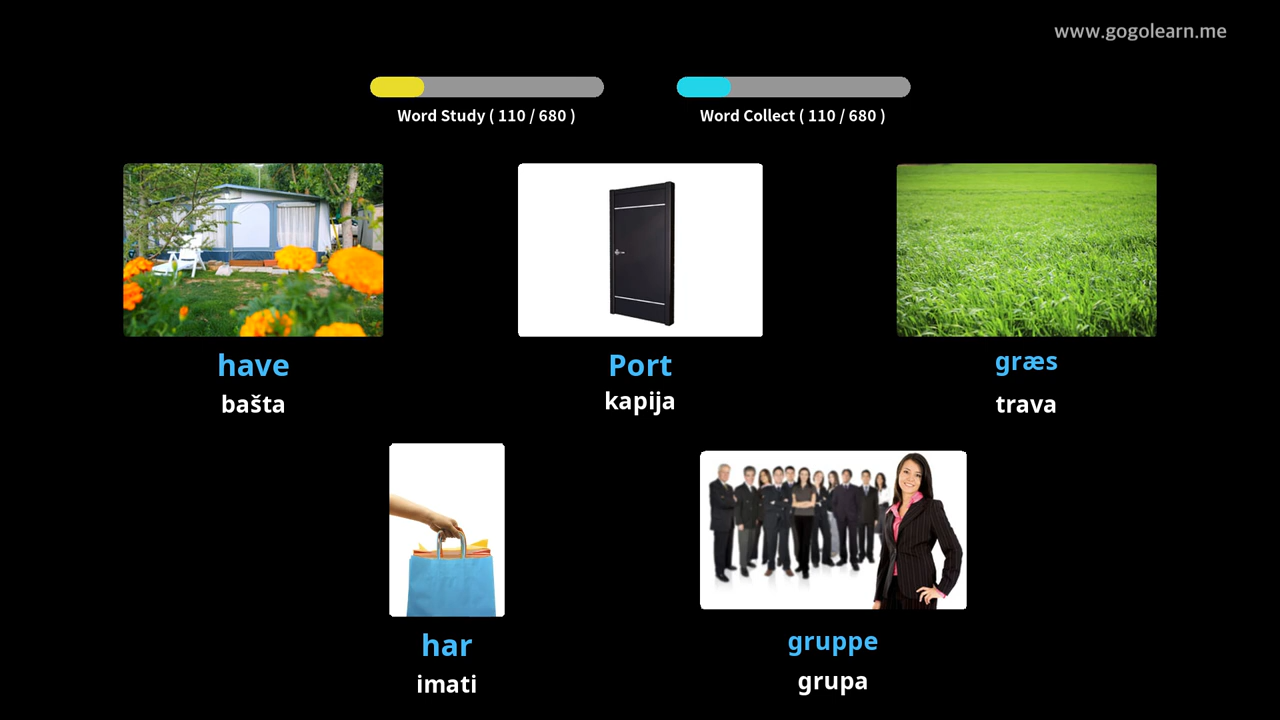 www.gogolearn.me
Word Study ( 110 / 680 )
Word Collect ( 110 / 680 )
have
bašta
Port
kapija
græs
trava
har
imati
gruppe
grupa